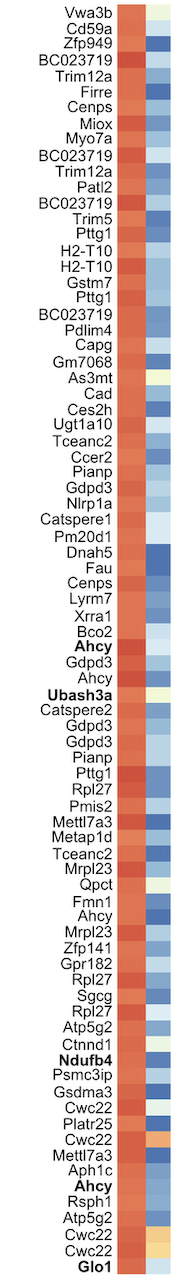 Vwa3b
Cd59a
Zfp949
BC023719
Trim12a
Firre
Cenps
Miox
Myo7a
BC023719
Trim12a
Patl2
BC023719
Trim5
Pttg1
H2-T10
H2-T10
Gstm7
Pttg1
BC023719
Pdlim4
Capg
Gm7068
As3mt
Cad
Ces2h
Ugt1a10
Tceanc2
Ccer2
Pianp
Gdpd3
Nlrp1a
Catspere1
Pm20d1
Dnah5
Fau
Cenps
Lyrm7
Xrra1
Bco2
Ahcy
Gdpd3
Ahcy
Ubash3a
Catspere2
Gdpd3
Gdpd3
Pianp
Pttg1
Rpl27
Pmis2
Mettl7a3
Metap1d
Tceanc2
Mrpl23
Qpct
Fmn1
Ahcy
Mrpl23
Zfp141
Gpr182
Rpl27
Sgcg
Rpl27
Atp5g2
Ctnnd1
Ndufb4
Psmc3ip
Gsdma3
Cwc22
Platr25
Cwc22
Mettl7a3
Aph1c
Ahcy
Rsph1
Atp5g2
Cwc22
Cwc22
Glo1